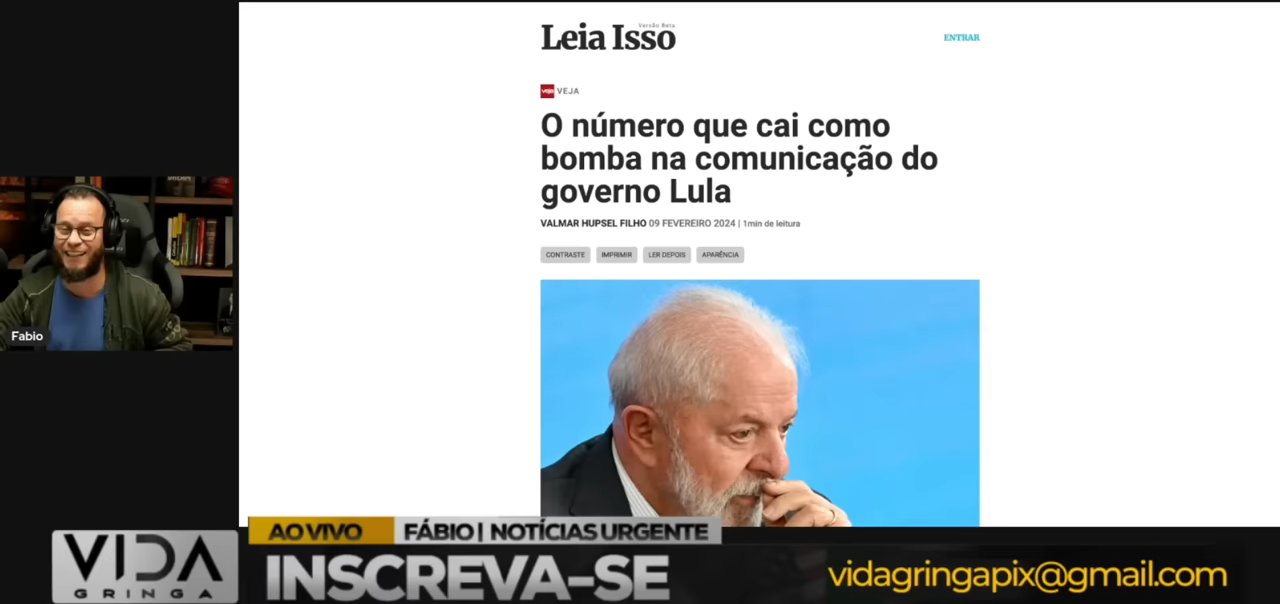 Versão Beta
Leia Isso
ENTRAR
veja VEJA
O número que cai como
bomba na comunicação do
governo Lula
VALMAR HUPSEL FILHO 09 FEVEREIRO 2024 | 1min de leitura
CONTRASTE IMPRIMIR LER DEPOIS APARÊNCIA
Fabio
AO VIVO FÁBIO | NOTÍCIAS URGENTE
VIDA
GRINGA
INSCREVA-SE
vidagringapix@gmail.com